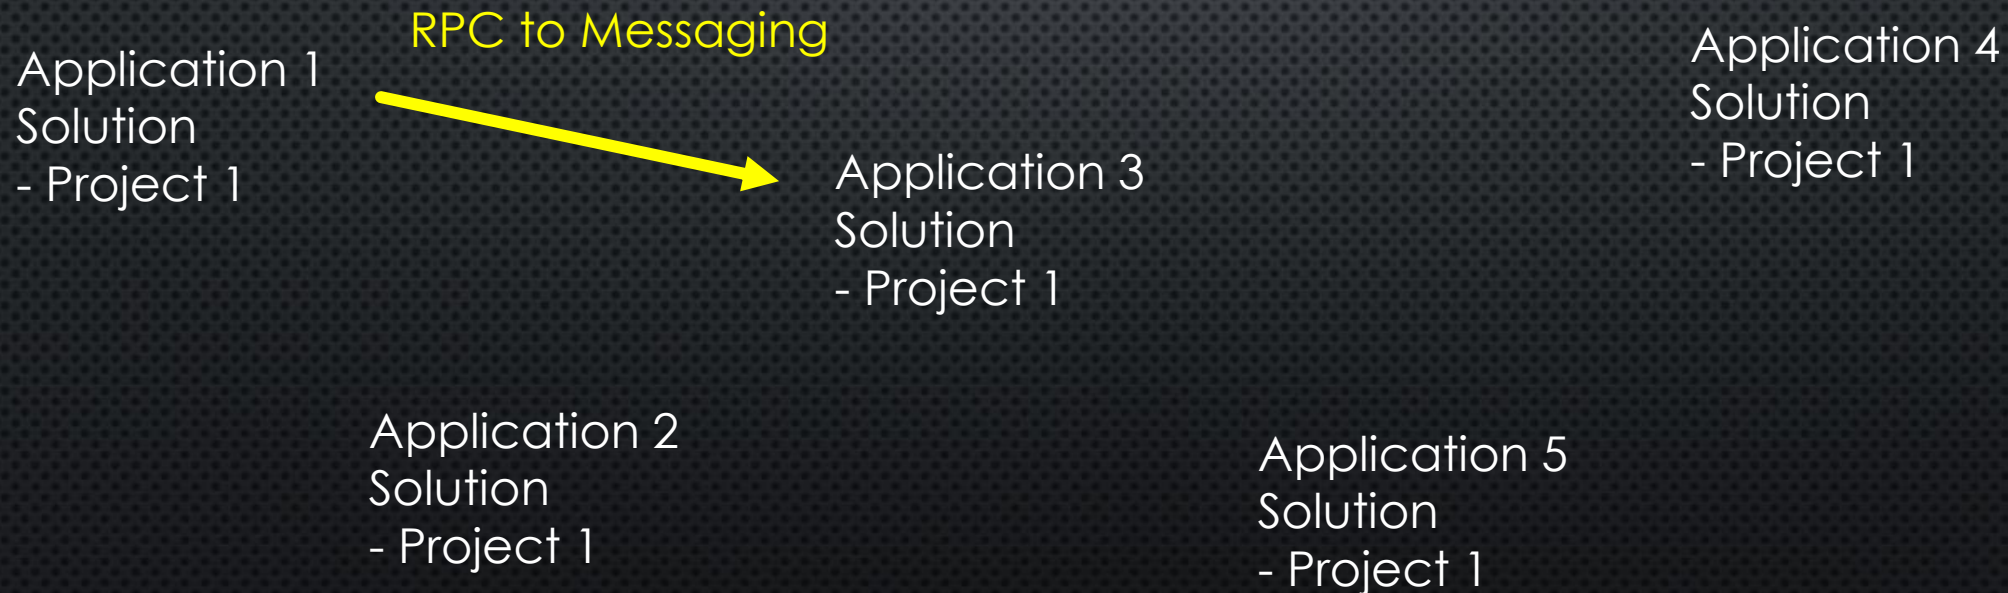 RPC to Messaging
Application 1
Solution
- Project 1
Application 3
Solution
- Project 1
Application 4
Solution
- Project 1
Application 2
Solution
- Project 1
Application 5
Solution
- Project 1